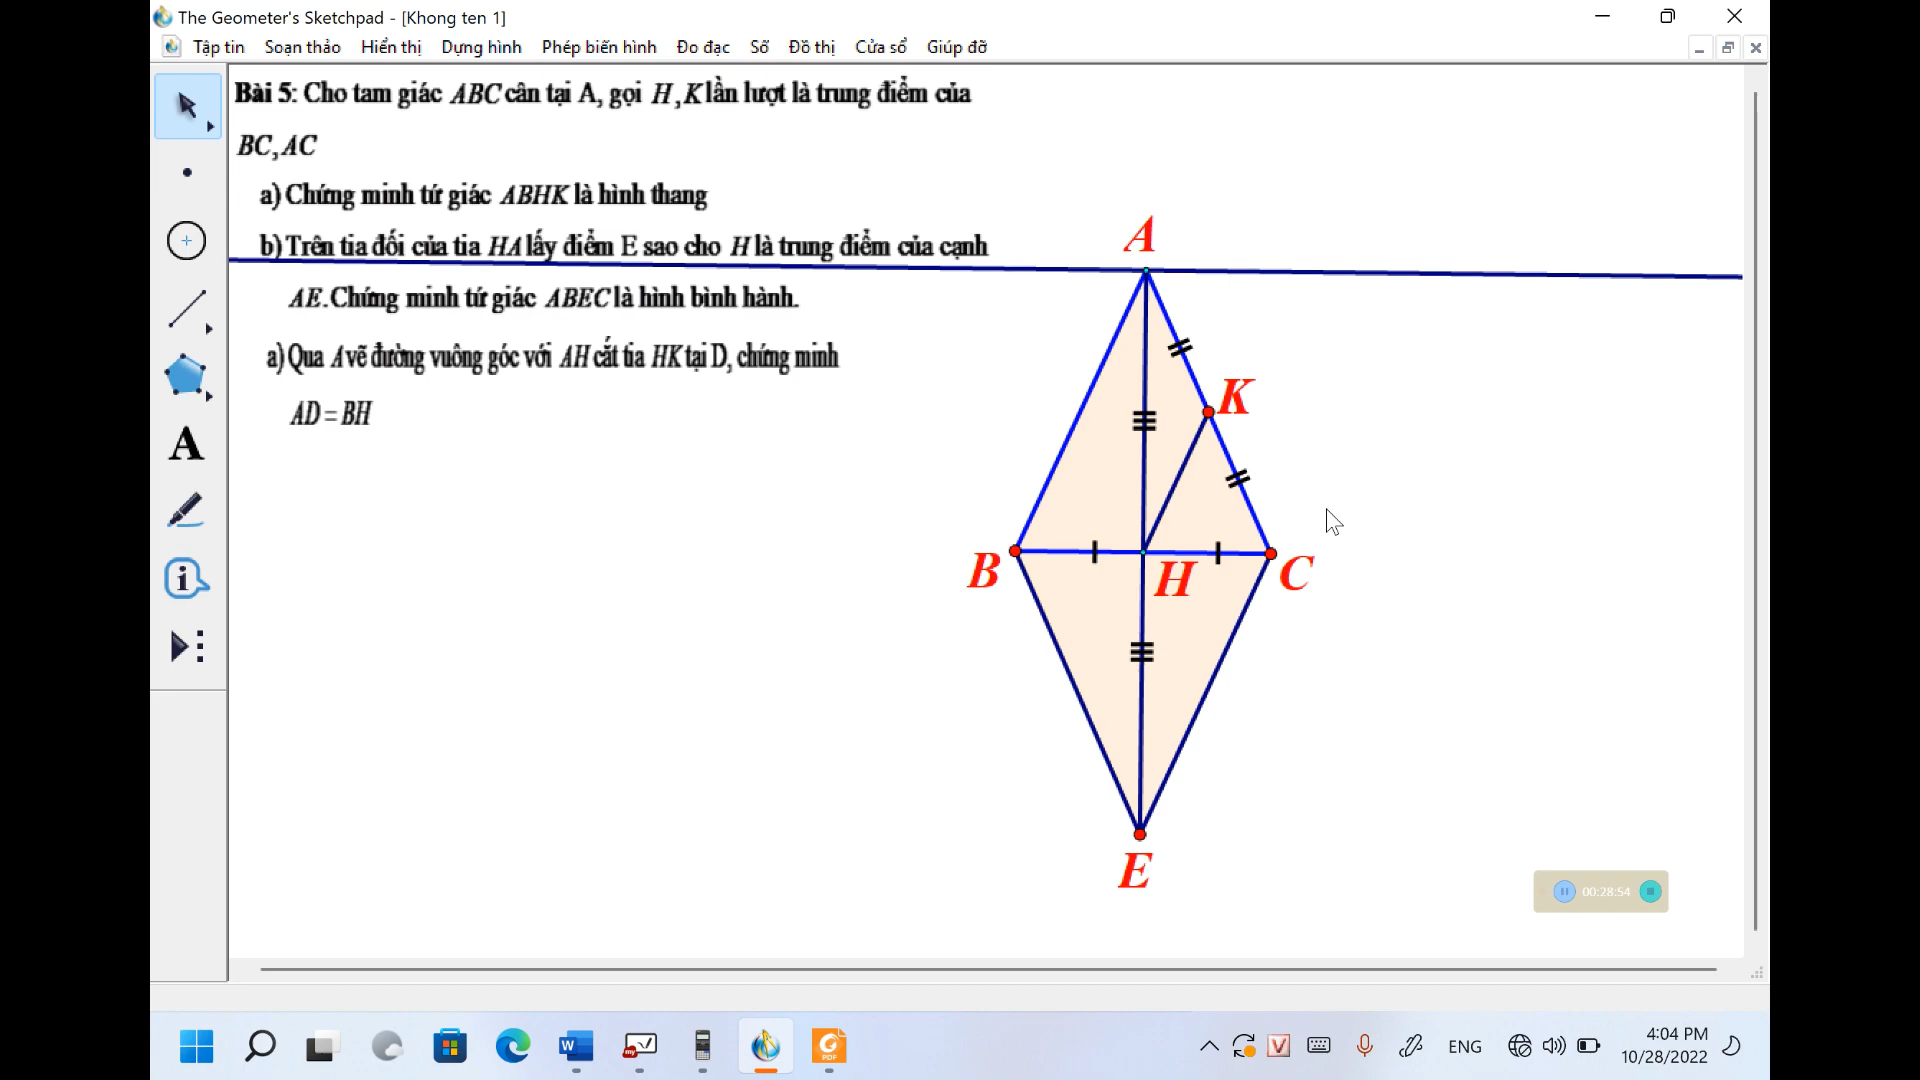 The Geometer's Sketchpad - [Khong ten 1]
Tập tin Soạn thảo Hiển thị Dựng hình Phép biến hình Đo đạc Số Đồ thị Cửa sổ Giúp đỡ
Bài 5: Cho tam giác ABC cân tại A, gọi H,K lần lượt là trung điểm của
BC,AC
a) Chứng minh tứ giác ABHK là hình thang
b) Trên tia đối của tia HA lấy điểm E sao cho H là trung điểm của cạnh
AE.Chứng minh tứ giác ABEC là hình bình hành.
a) Qua A vẽ đường vuông góc với AH cắt tia HK tại D, chứng minh
AD = BH
A
K
B
H
C
E
A
00:28:54
W
my
PDF
V
ENG
4:04 PM
10/28/2022